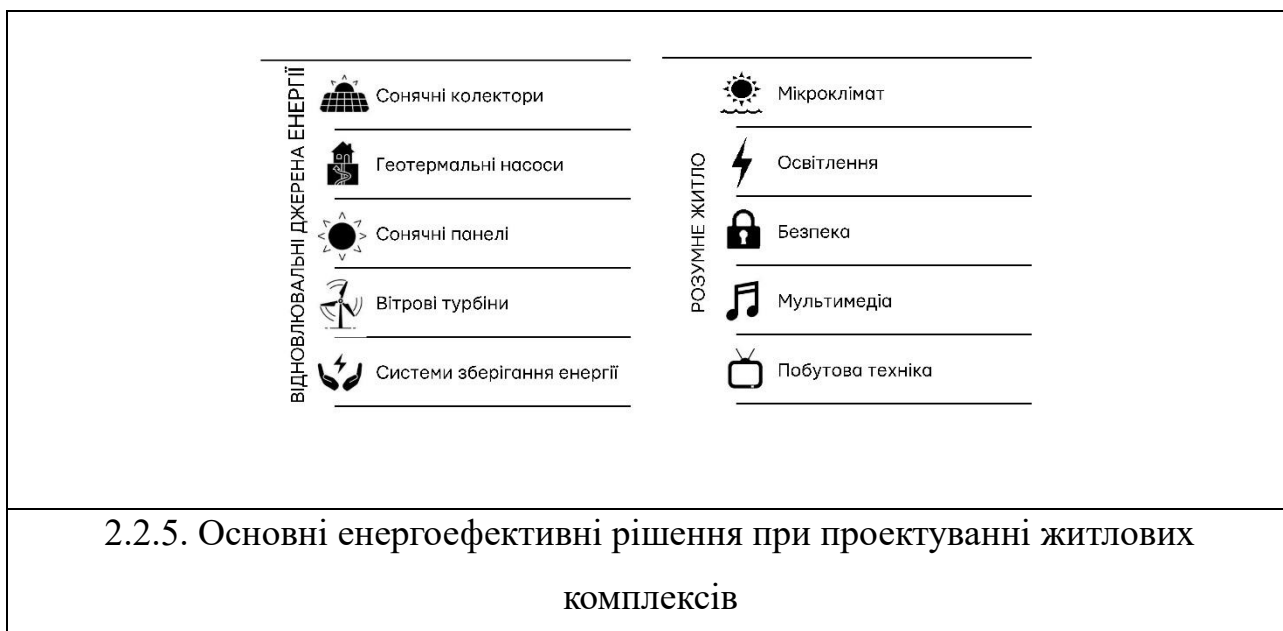 ВІДНОВЛЮВАЛЬНІ ДЖЕРЕНА ЕНЕРГІЇ
Сонячні колектори
Геотермальні насоси
Сонячні панелі
Вітрові турбіни
Системи зберігання енергії
РОЗУМНЕ ЖИТЛО
Мікроклімат
Освітлення
Безпека
Мультимедіа
Побутова техніка
2.2.5. Основні енергоефективні рішення при проектуванні житлових
комплексів